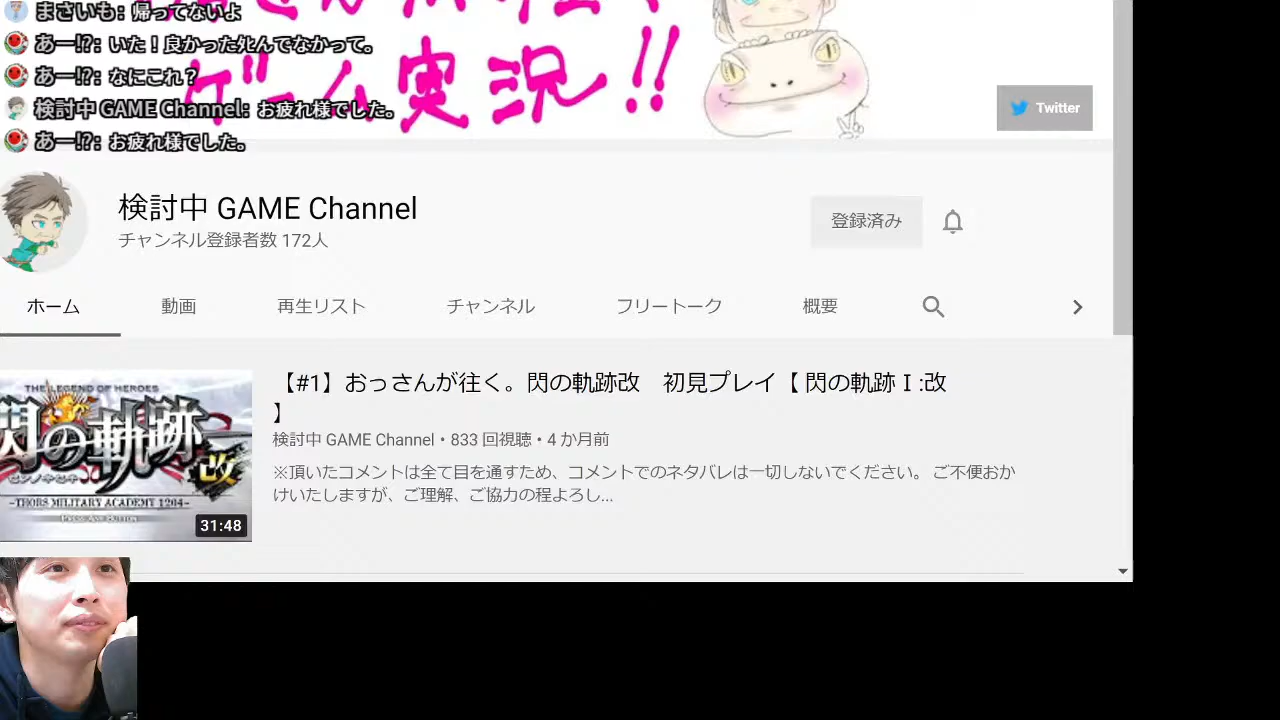 まさいも: 帰ってないよ
あー!?: いた！良かった死んでなかって。
あー!?: なにこれ？
検討中 GAME Channel: お疲れ様でした。
あー!?: お疲れ様でした。
ゲーム実況!!
Twitter
検討中 GAME Channel
チャンネル登録者数 172人
登録済み
ホーム
動画
再生リスト
チャンネル
フリートーク
概要
THE LEGEND OF HEROES
閃の軌跡改
センノキセキ
-THORS MILITARY ACADEMY 1204-
PRESS ANY BUTTON
31:48
【#1】おっさんが往く。閃の軌跡改　初見プレイ【 閃の軌跡Ⅰ:改
】
検討中 GAME Channel・833 回視聴・4 か月前
※頂いたコメントは全て目を通すため、コメントでのネタバレは一切しないでください。 ご不便おか
けいたしますが、ご理解、ご協力の程よろし...